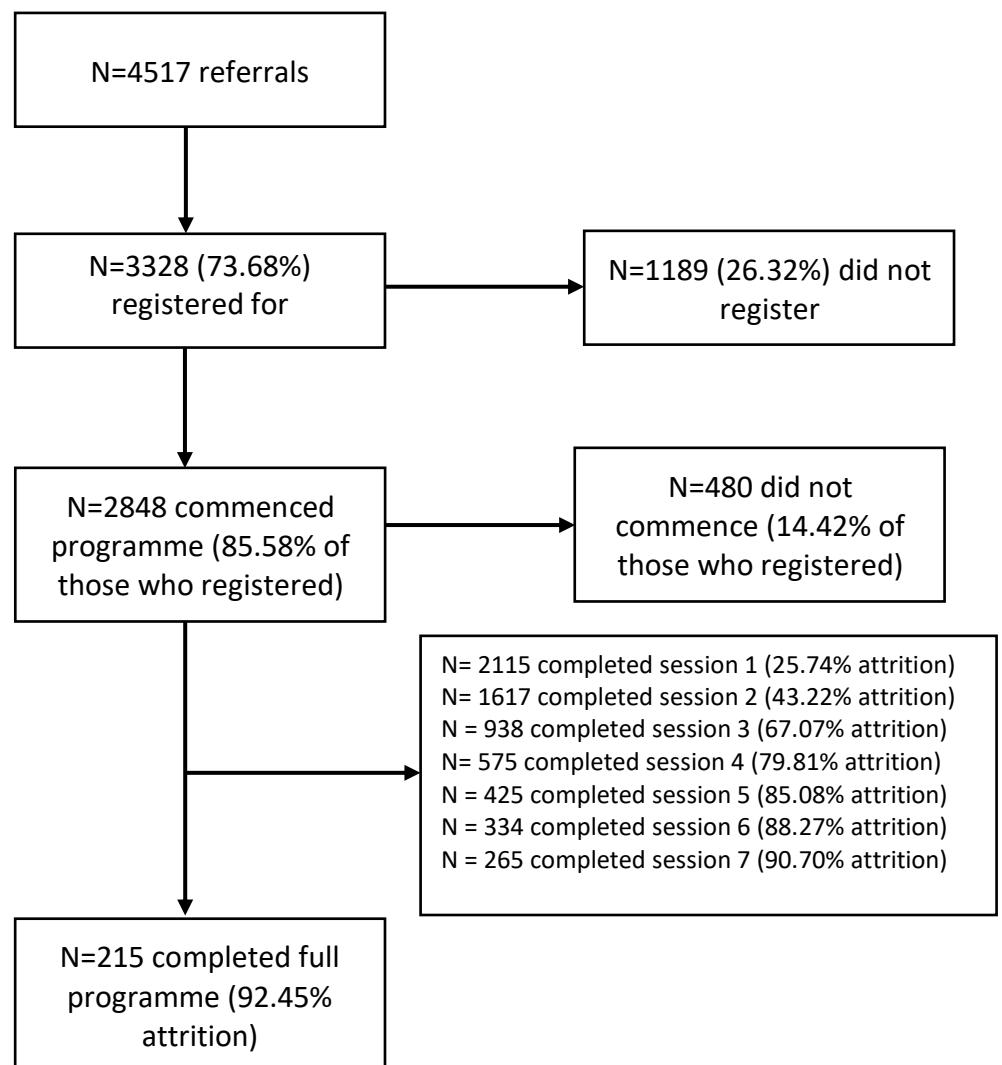 N=4517 referrals
N=3328 (73.68%)
registered for
N=1189 (26.32%) did not
register
N=2848 commenced
programme (85.58% of
those who registered)
N=480 did not
commence (14.42% of
those who registered)
N= 2115 completed session 1 (25.74% attrition)
N= 1617 completed session 2 (43.22% attrition)
N = 938 completed session 3 (67.07% attrition)
N= 575 completed session 4 (79.81% attrition)
N = 425 completed session 5 (85.08% attrition)
N = 334 completed session 6 (88.27% attrition)
N = 265 completed session 7 (90.70% attrition)
N=215 completed full
programme (92.45%
attrition)